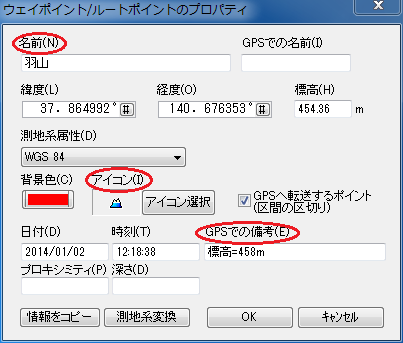 ウェイポイント/ルートポイントのプロパティ
名前(N) GPSでの名前(I)
羽山
緯度(L) 経度(O) 標高(H)
37. 864992° # 140. 676353° # 454.36 m
測地系属性(D)
WGS 84
背景色(C) アイコン(I)
アイコン選択
GPSへ転送するポイント
(区間の区切り)
日付(D) 時刻(T) GPSでの備考(E)
2014/01/02 12:18:38 標高=458m
プロキシミティ(P) 深さ(D)
情報をコピー 測地系変換 OK キャンセル